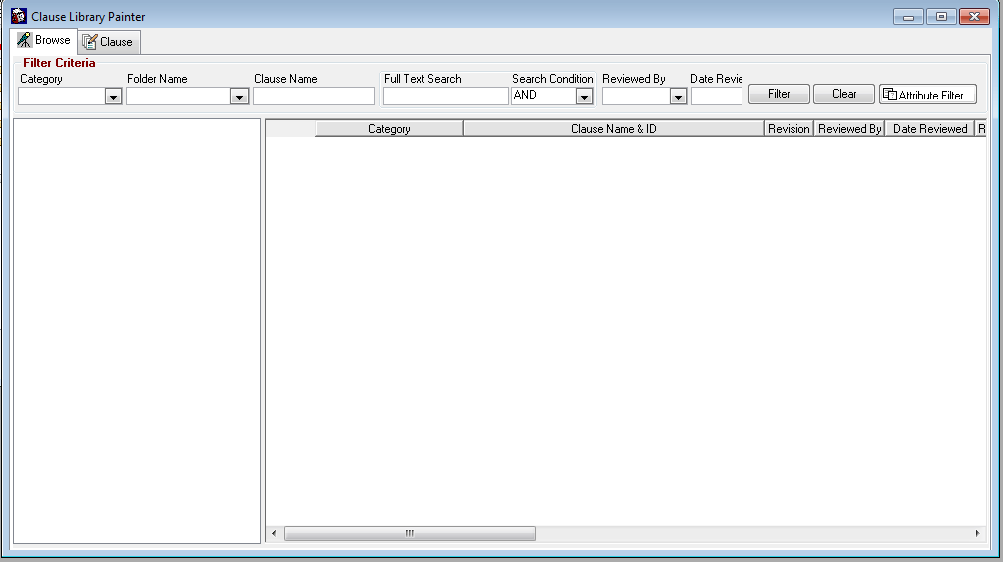 Clause Library Painter
Browse
Clause
Filter Criteria
Category
Folder Name
Clause Name
Full Text Search
Search Condition
Reviewed By
Date Revie
AND
Filter
Clear
Attribute Filter
Category
Clause Name & ID
Revision
Reviewed By
Date Reviewed
R